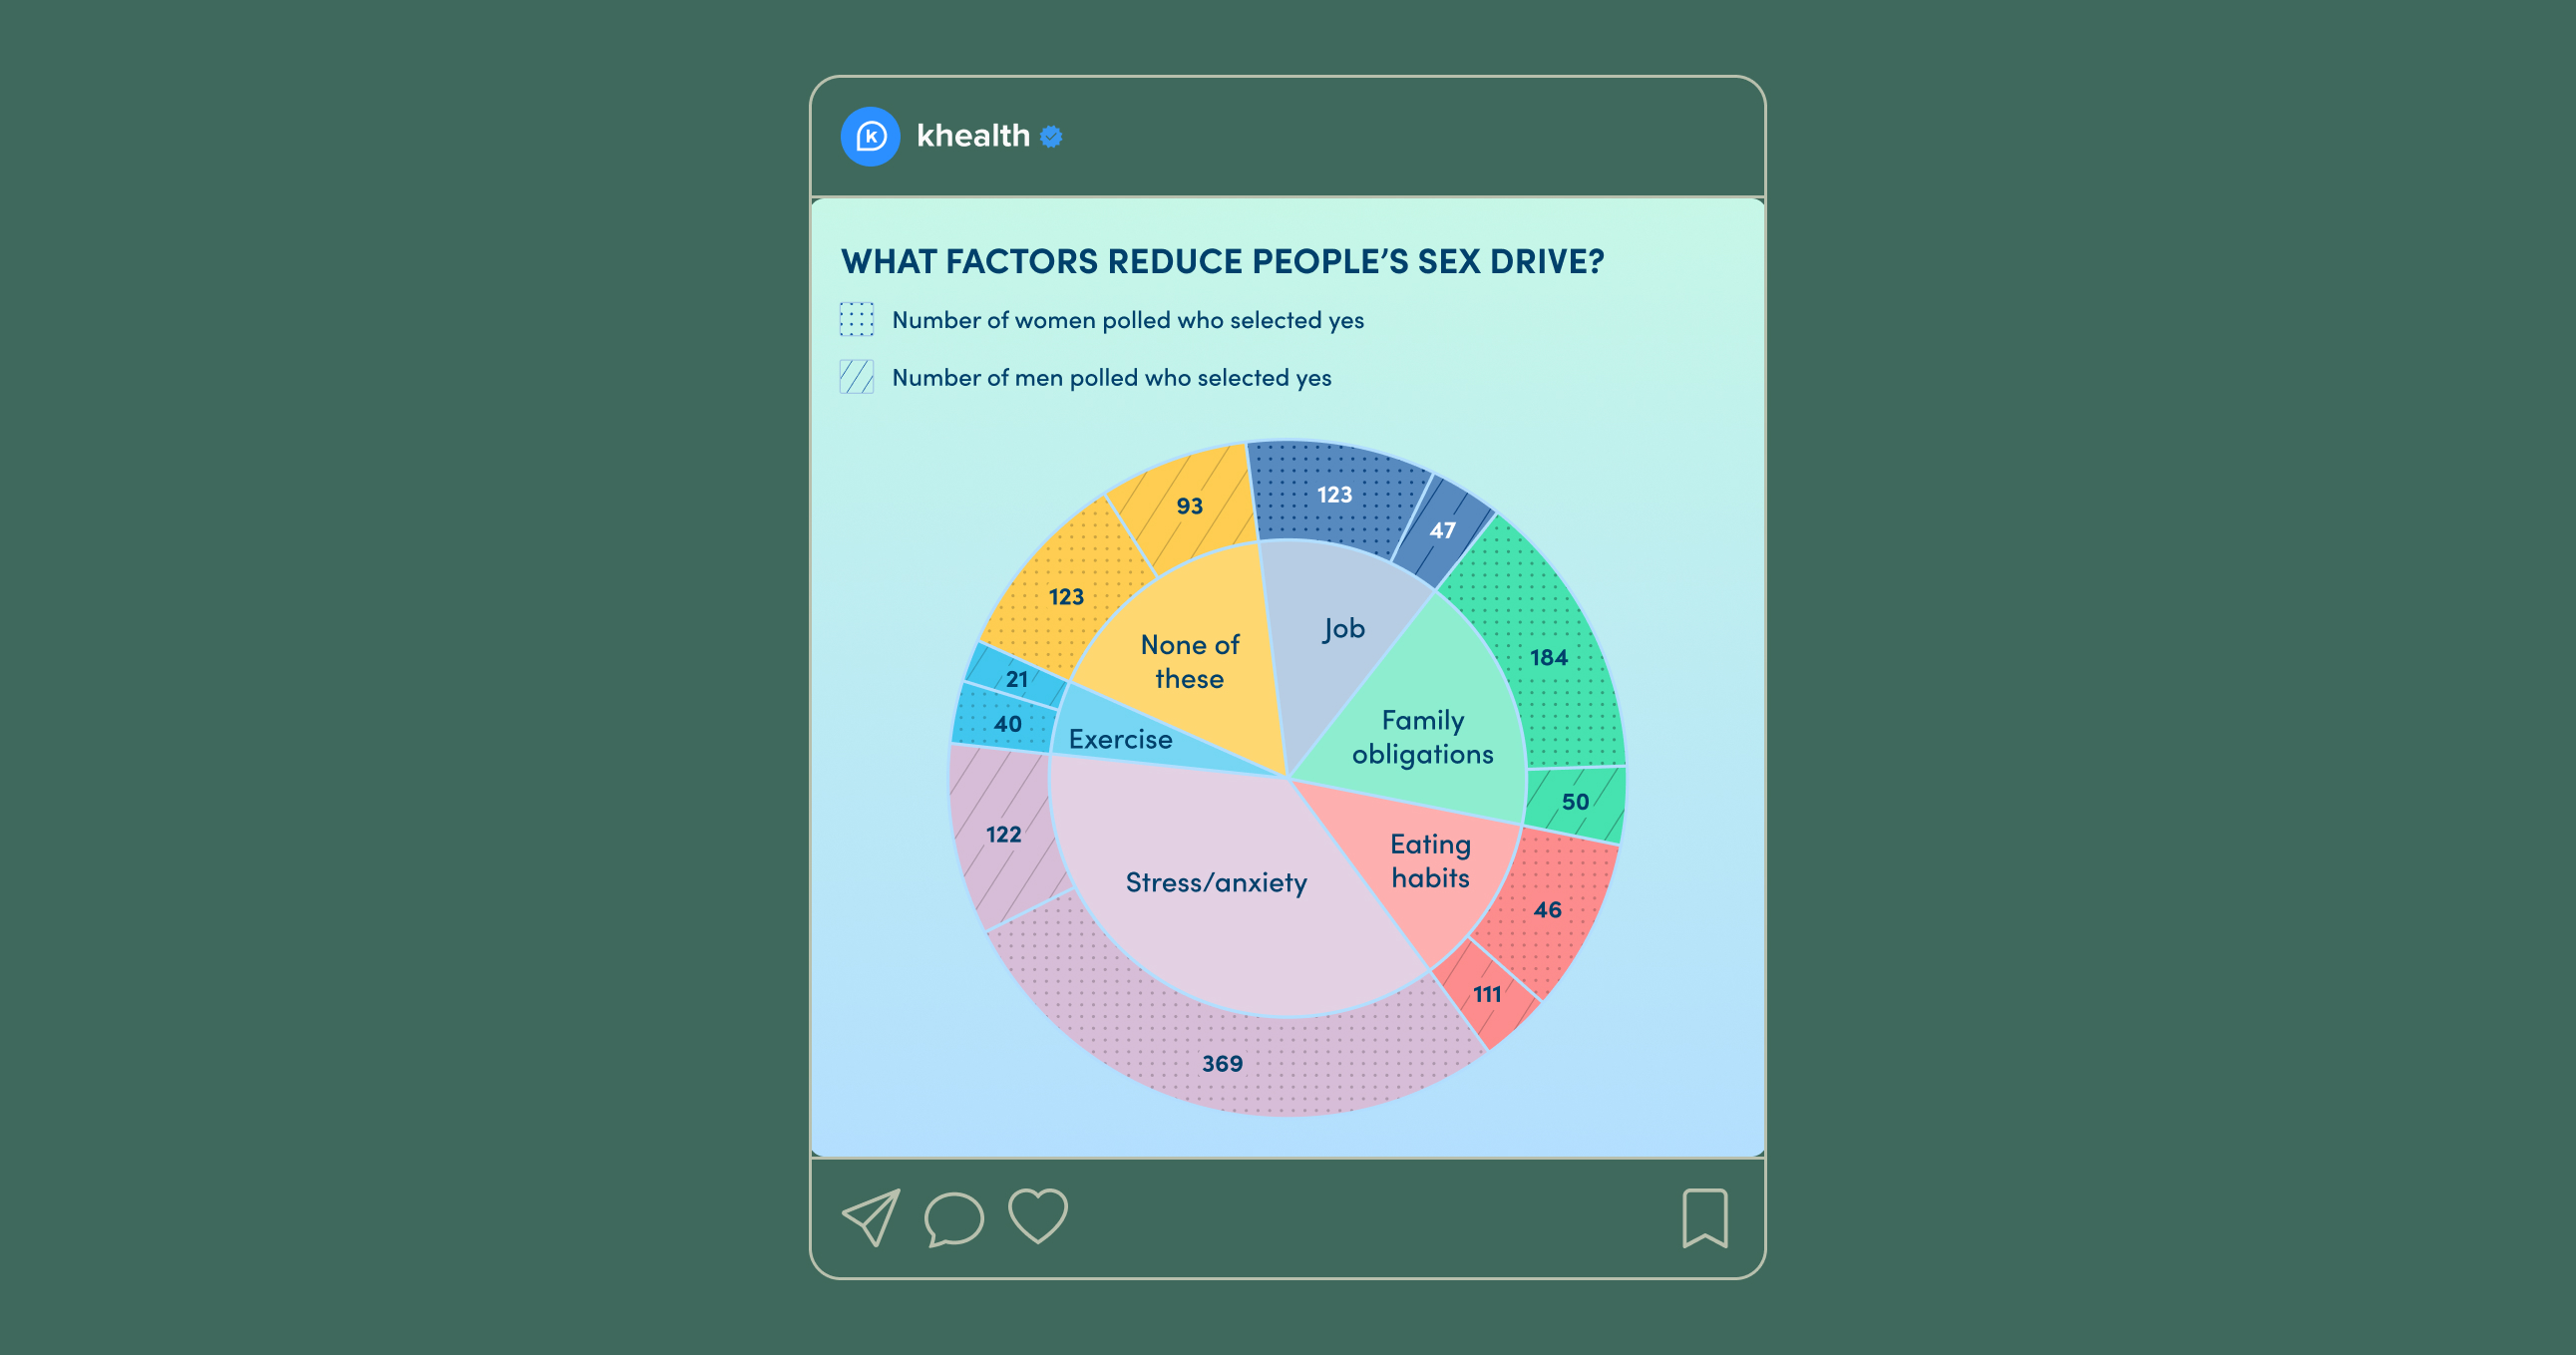 khealth
WHAT FACTORS REDUCE PEOPLE’S SEX DRIVE?
Number of women polled who selected yes
Number of men polled who selected yes
123
47
93
184
123
21
40
50
122
46
111
369
Job
None of
these
Family
obligations
Exercise
Eating
habits
Stress/anxiety
k